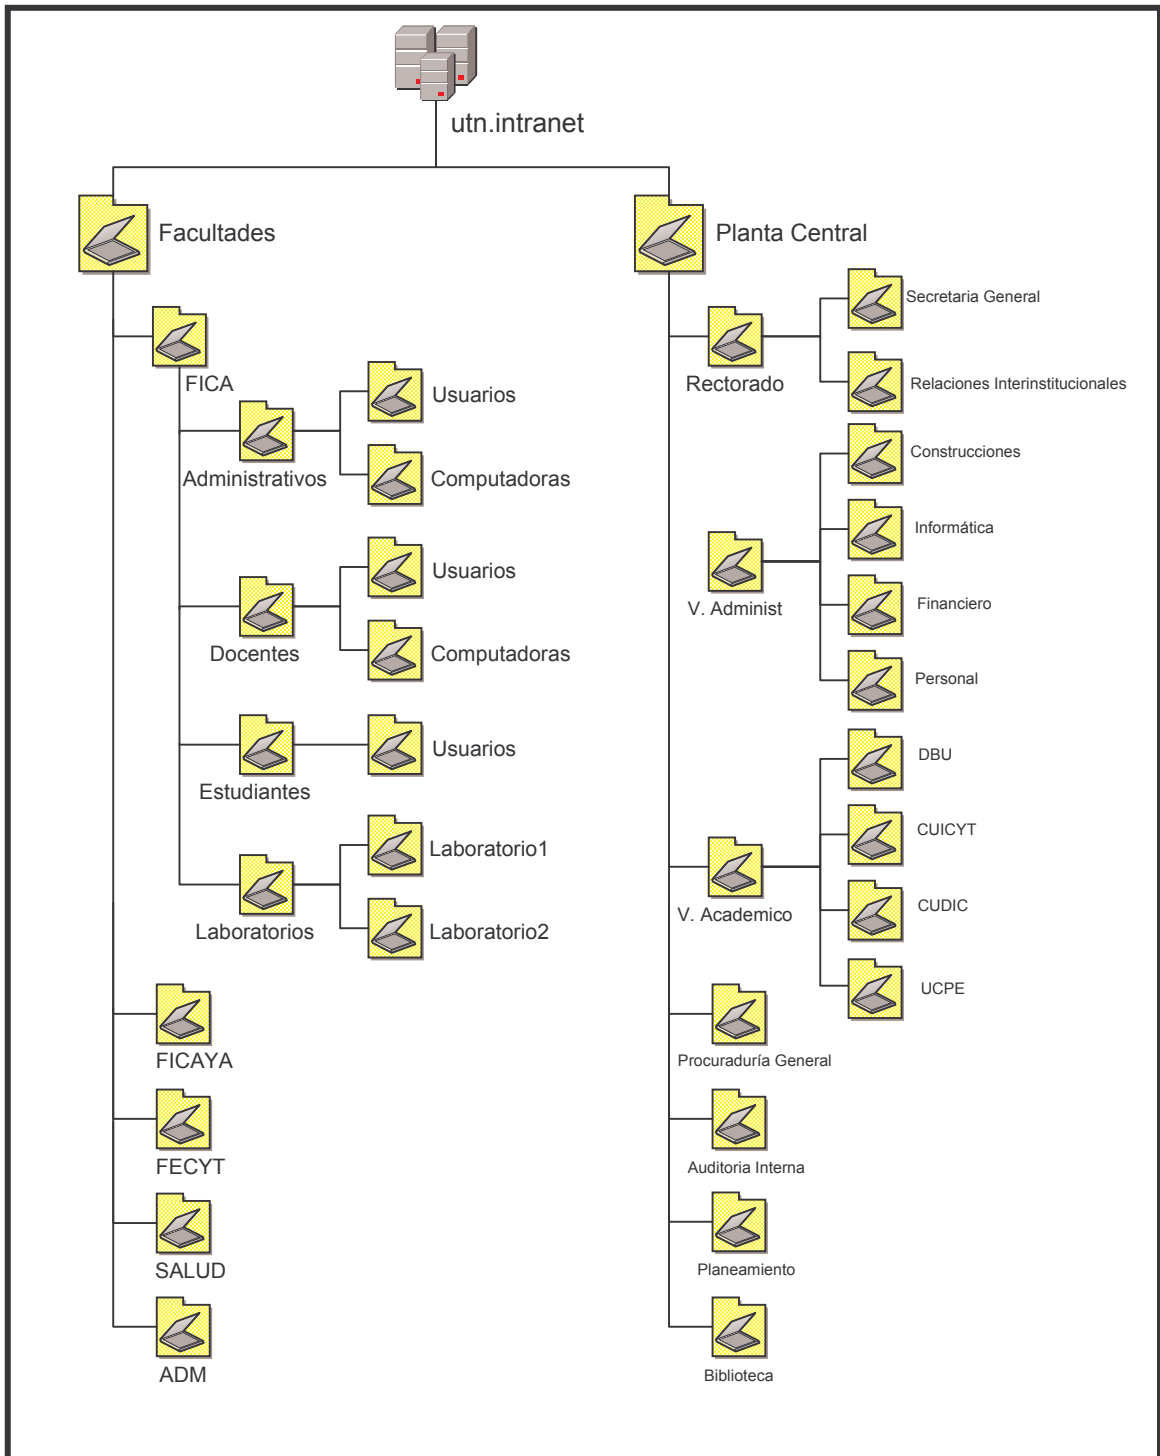 utn.intranet
Facultades
FICA
Administrativos
Usuarios
Computadoras
Docentes
Usuarios
Computadoras
Estudiantes
Usuarios
Laboratorios
Laboratorio1
Laboratorio2
FICAYA
FECYT
SALUD
ADM
Planta Central
Rectorado
Secretaria General
Relaciones Interinstitucionales
V. Administ
Construcciones
Informática
Financiero
Personal
V. Academico
DBU
CUICYT
CUDIC
UCPE
Procuraduría General
Auditoria Interna
Planeamiento
Biblioteca